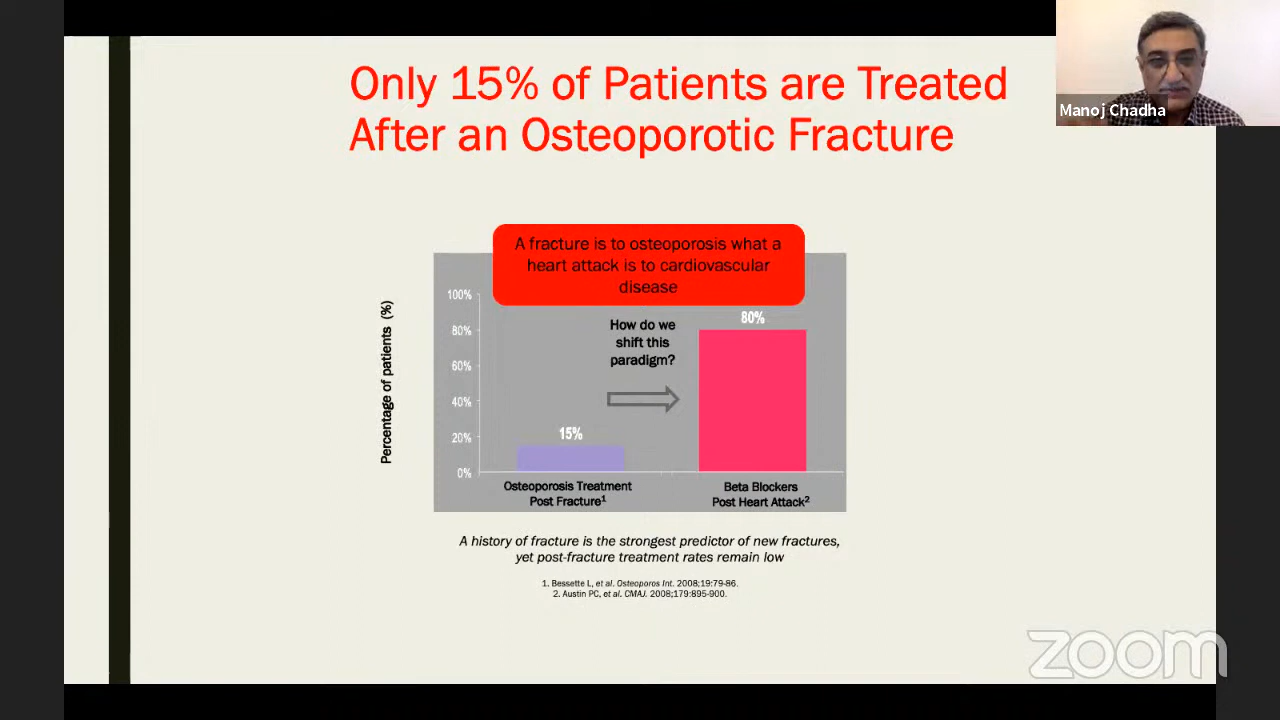 Only 15% of Patients are Treated
After an Osteoporotic Fracture
Manoj Chadha
A fracture is to osteoporosis what a
heart attack is to cardiovascular
disease
Percentage of patients (%)
100%
80%
60%
40%
20%
0%
How do we
shift this
paradigm?
15%
80%
Osteoporosis Treatment
Post Fracture1
Beta Blockers
Post Heart Attack2
A history of fracture is the strongest predictor of new fractures,
yet post-fracture treatment rates remain low
1. Bessette L, et al. Osteoporos Int. 2008;19:79-86.
2. Austin PC, et al. CMAJ. 2008;179:895-900.
zoom